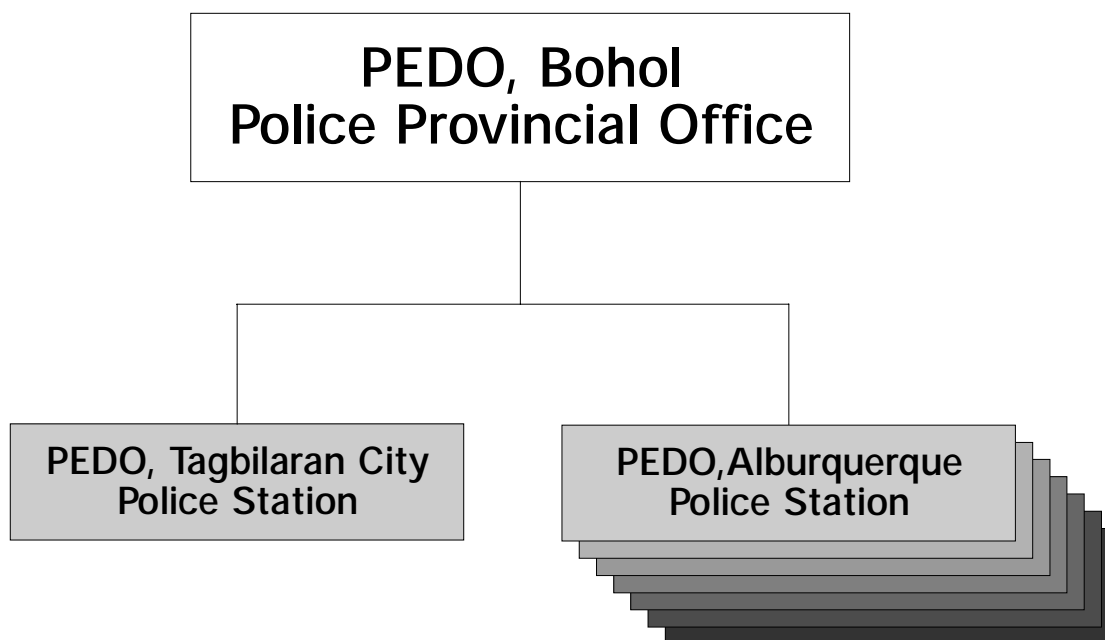 PEDO, Bohol
Police Provincial Office
PEDO, Tagbilaran City
Police Station
PEDO,Alburquerque
Police Station